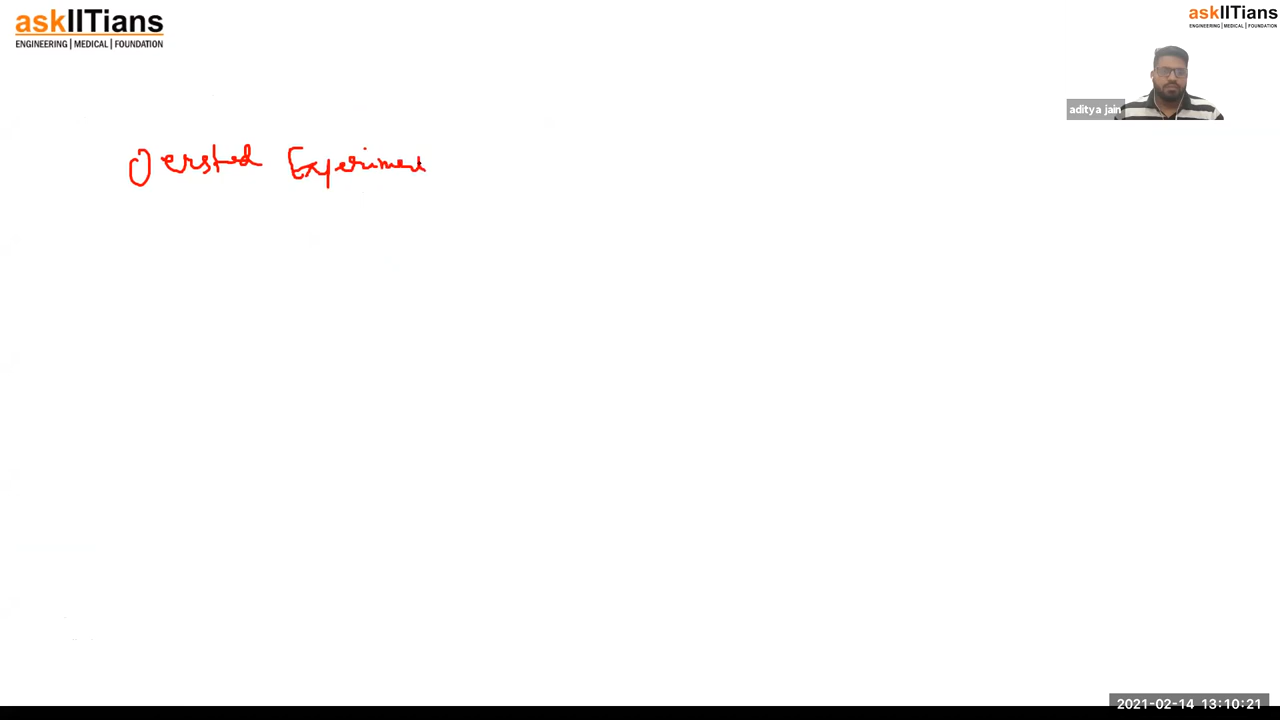 askIITians
ENGINEERING | MEDICAL | FOUNDATION
askIITians
ENGINEERING | MEDICAL | FOUNDATION
aditya jain
Oersted Experiment
2021-02-14 13:10:21